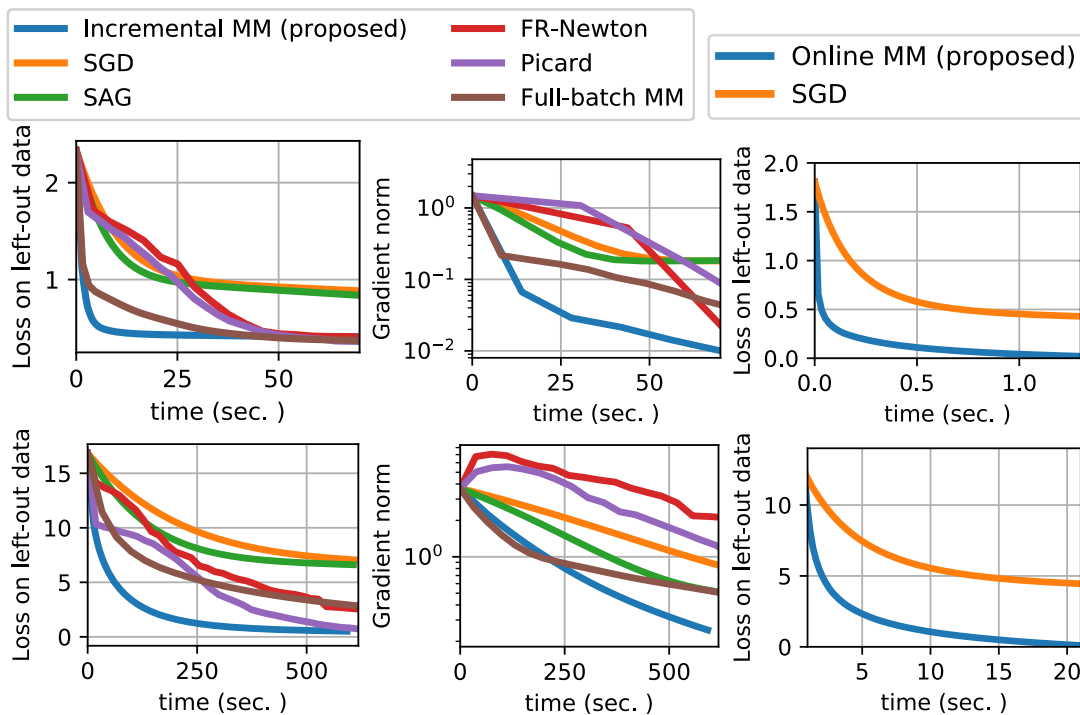 Incremental MM (proposed)
SGD
SAG
FR-Newton
Picard
Full-batch MM
Online MM (proposed)
SGD
Loss on left-out data
2
1
0 25 50
time (sec. )
Gradient norm
10⁰
10⁻¹
10⁻²
0 25 50
time (sec. )
Loss on left-out data
2.0
1.5
1.0
0.5
0.0
0.0 0.5 1.0
time (sec. )
Loss on left-out data
15
10
5
0
0 250 500
time (sec. )
Gradient norm
10⁰
0 250 500
time (sec. )
Loss on left-out data
10
5
0
5 10 15 20
time (sec. )